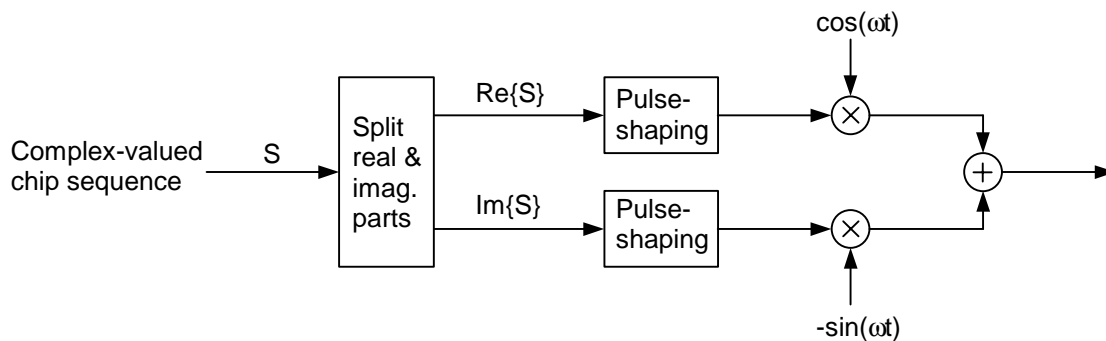 cos(ωt)
Complex-valued
chip sequence
S
Split
real &
imag.
parts
Re{S}
Pulse-
shaping
Im{S}
Pulse-
shaping
-sin(ωt)